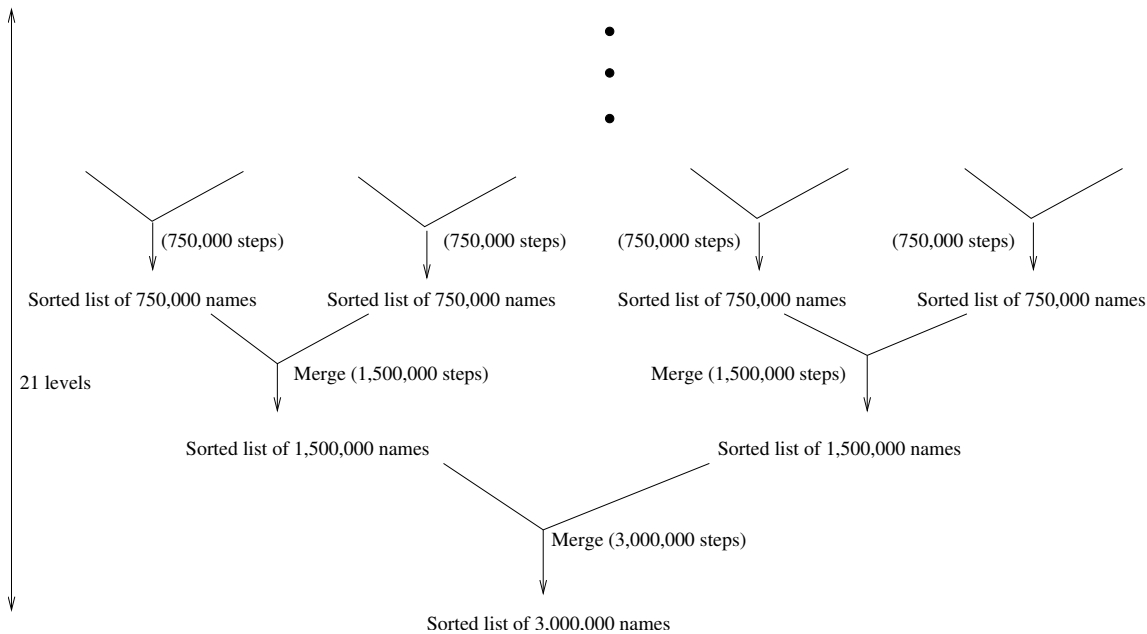 (750,000 steps) (750,000 steps) (750,000 steps) (750,000 steps)
Sorted list of 750,000 names Sorted list of 750,000 names Sorted list of 750,000 names Sorted list of 750,000 names
Merge (1,500,000 steps) Merge (1,500,000 steps)
21 levels
Sorted list of 1,500,000 names Sorted list of 1,500,000 names
Merge (3,000,000 steps)
Sorted list of 3,000,000 names